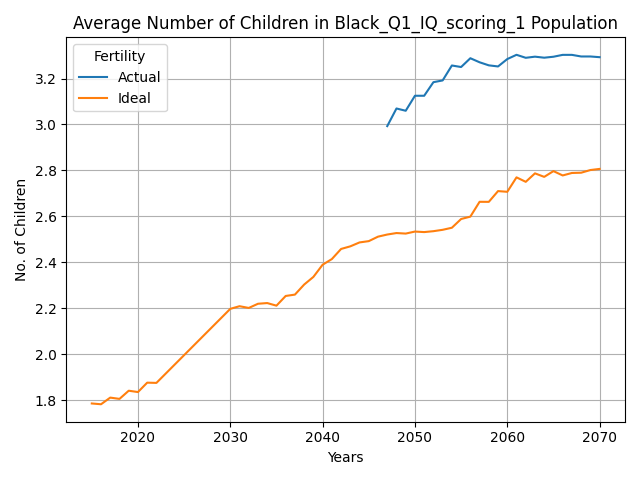 Average Number of Children in Black_Q1_IQ_scoring_1 Population
Fertility
Actual
Ideal
No. of Children
3.2
3.0
2.8
2.6
2.4
2.2
2.0
1.8
2020 2030 2040 2050 2060 2070
Years